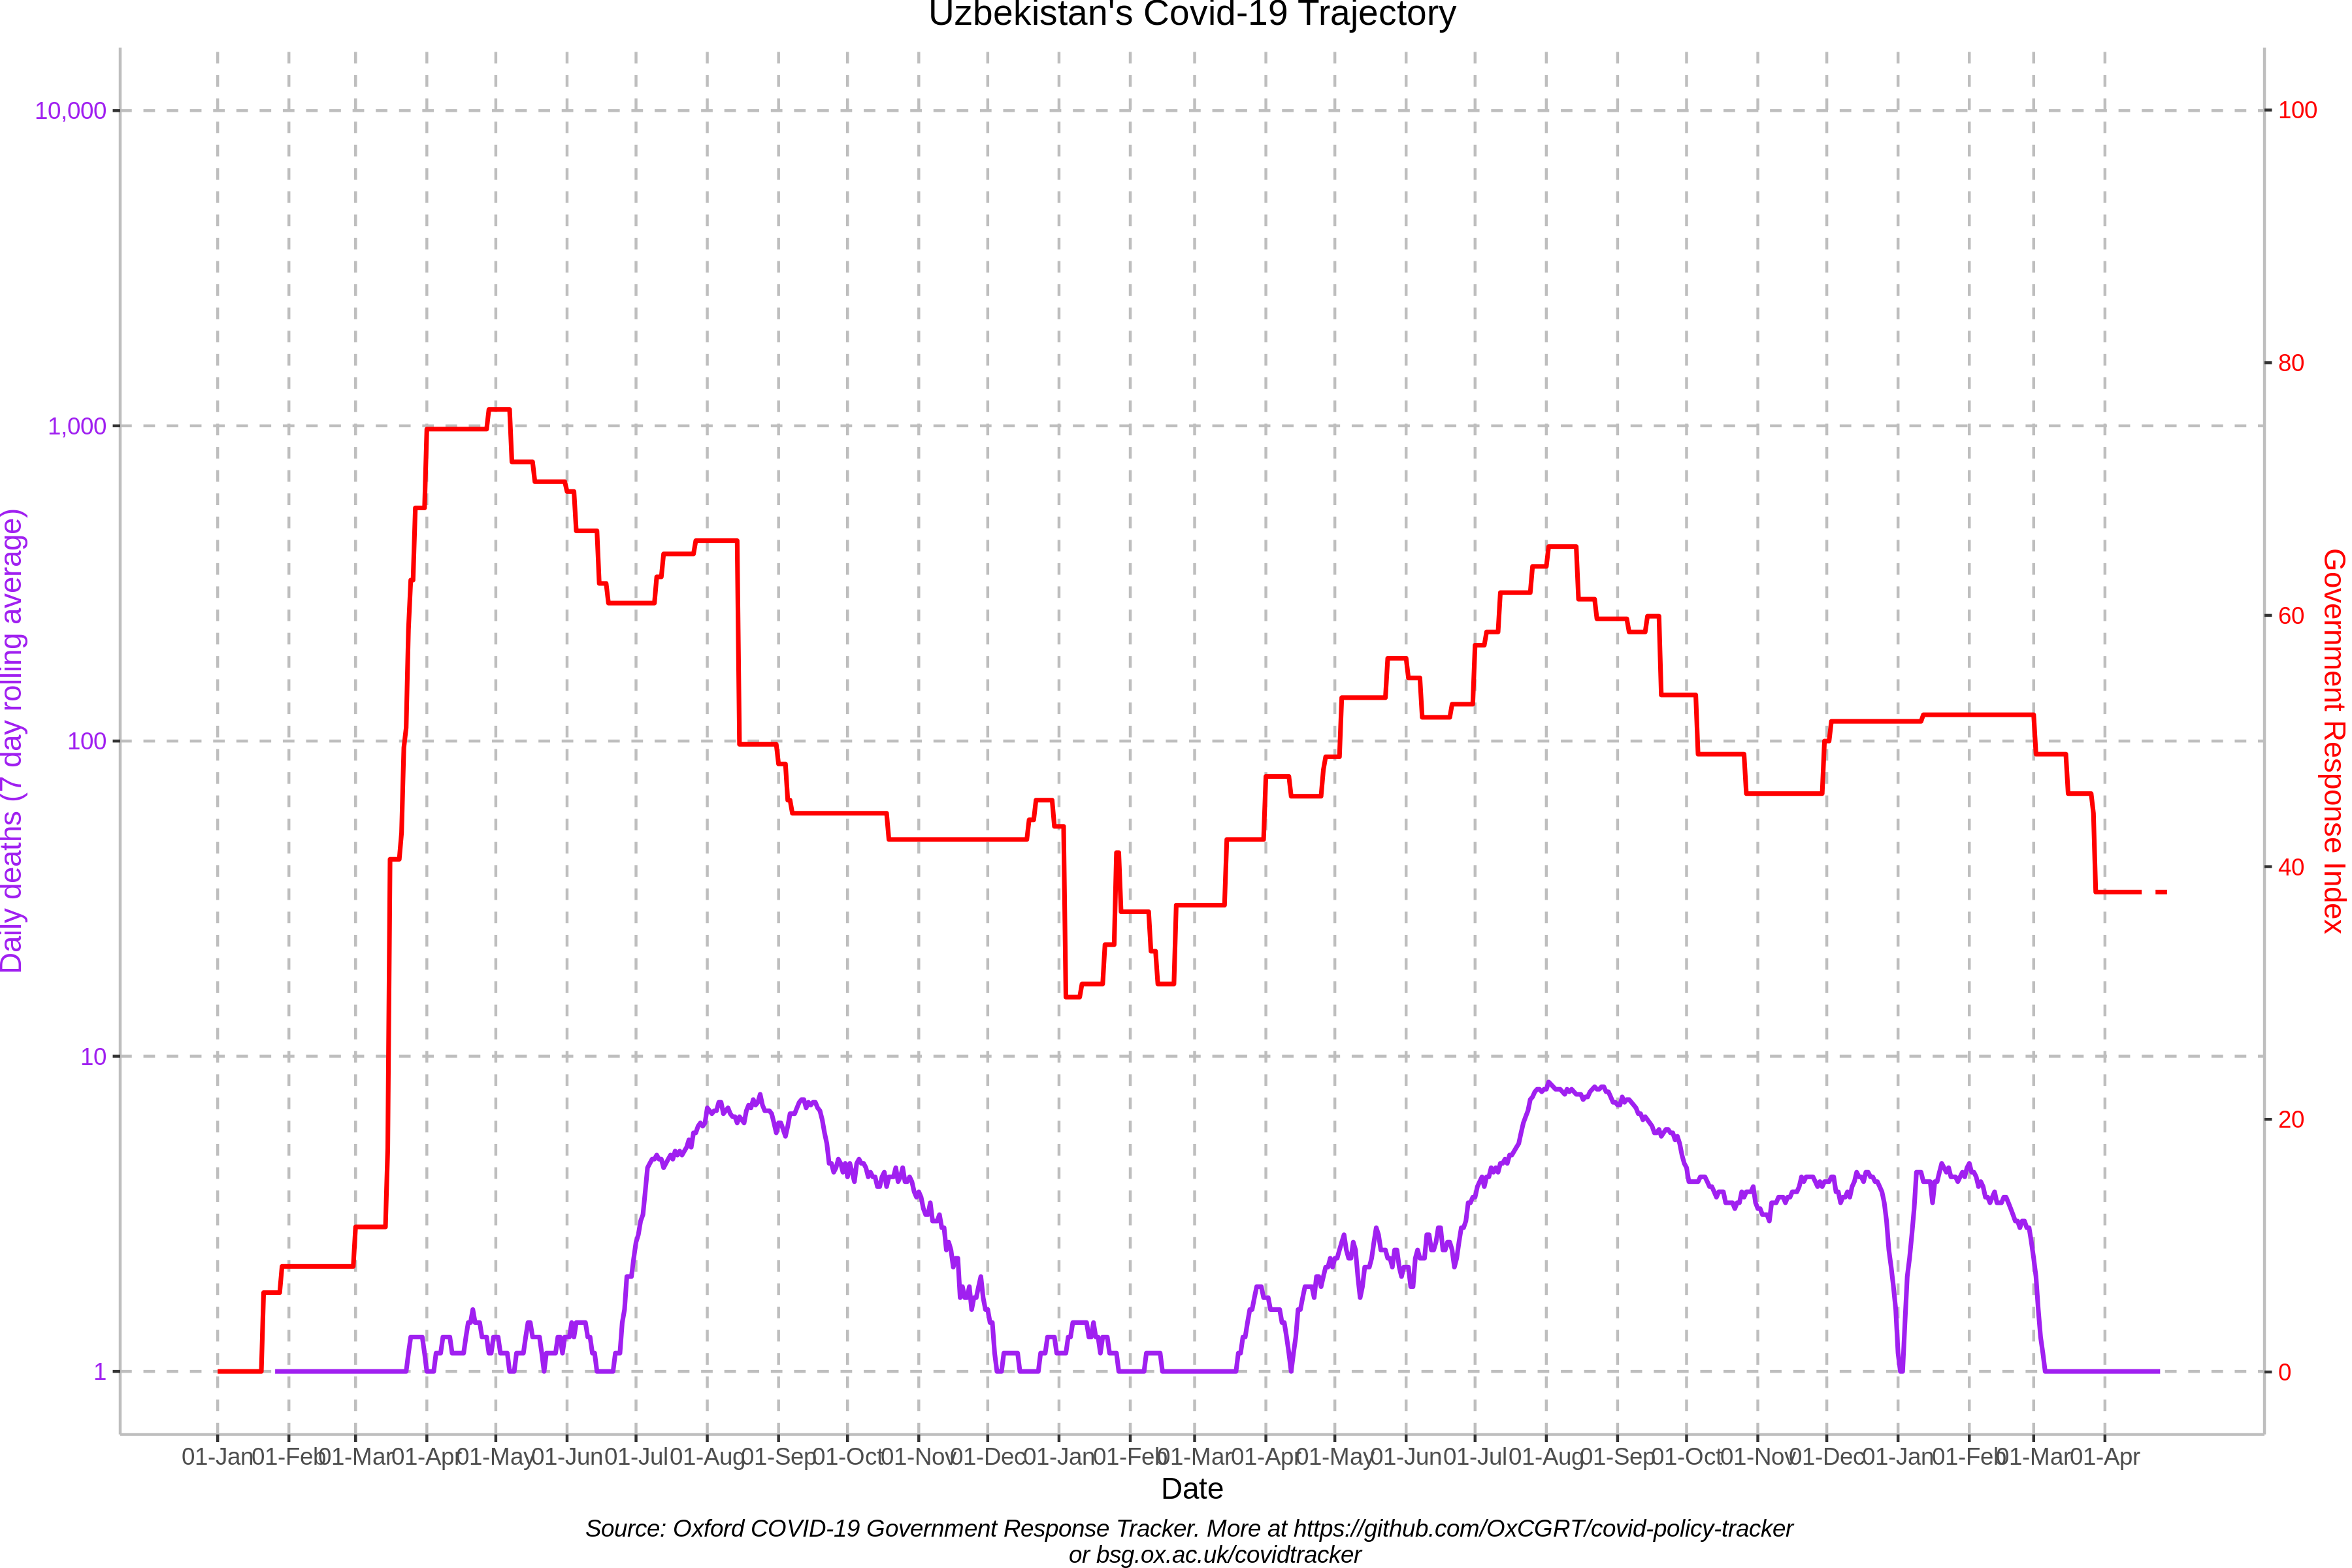 Uzbekistan's Covid-19 Trajectory
10,000
1,000
100
10
1
Daily deaths (7 day rolling average)
100
80
60
40
20
0
Government Response Index
01-Jan 01-Feb 01-Mar 01-Apr 01-May 01-Jun 01-Jul 01-Aug 01-Sep 01-Oct 01-Nov 01-Dec 01-Jan 01-Feb 01-Mar 01-Apr 01-May 01-Jun 01-Jul 01-Aug 01-Sep 01-Oct 01-Nov 01-Dec 01-Jan 01-Feb 01-Mar 01-Apr
Date
Source: Oxford COVID-19 Government Response Tracker. More at https://github.com/OxCGRT/covid-policy-tracker
or bsg.ox.ac.uk/covidtracker